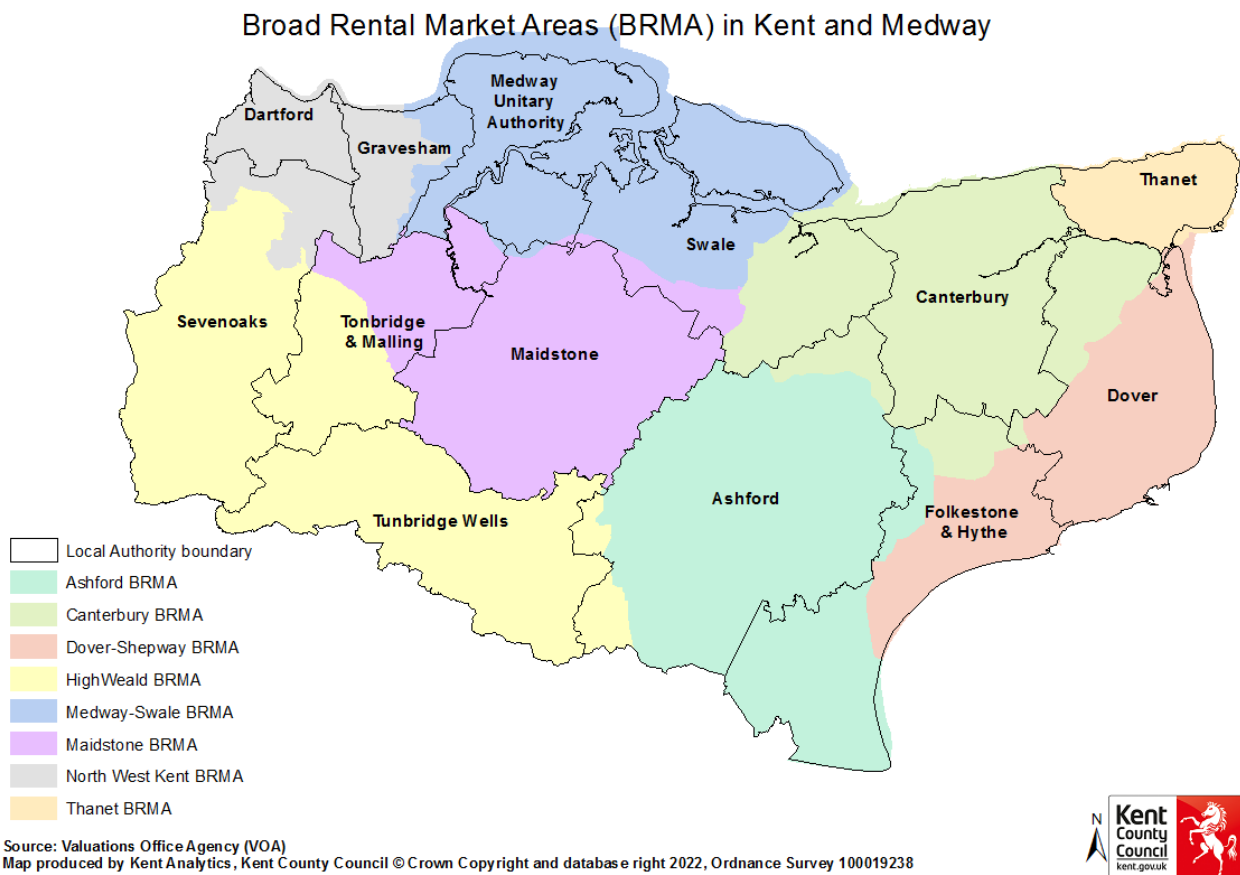 Broad Rental Market Areas (BRMA) in Kent and Medway
Medway
Unitary
Authority
Dartford
Gravesham
Thanet
Swale
Canterbury
Sevenoaks
Tonbridge
& Malling
Maidstone
Dover
Ashford
Folkestone
& Hythe
Tunbridge Wells
Local Authority boundary
Ashford BRMA
Canterbury BRMA
Dover-Shepway BRMA
HighWeald BRMA
Medway-Swale BRMA
Maidstone BRMA
North West Kent BRMA
Thanet BRMA
N
Kent
County
Council
kent.gov.uk
Source: Valuations Office Agency (VOA)
Map produced by Kent Analytics, Kent County Council © Crown Copyright and database right 2022, Ordnance Survey 100019238